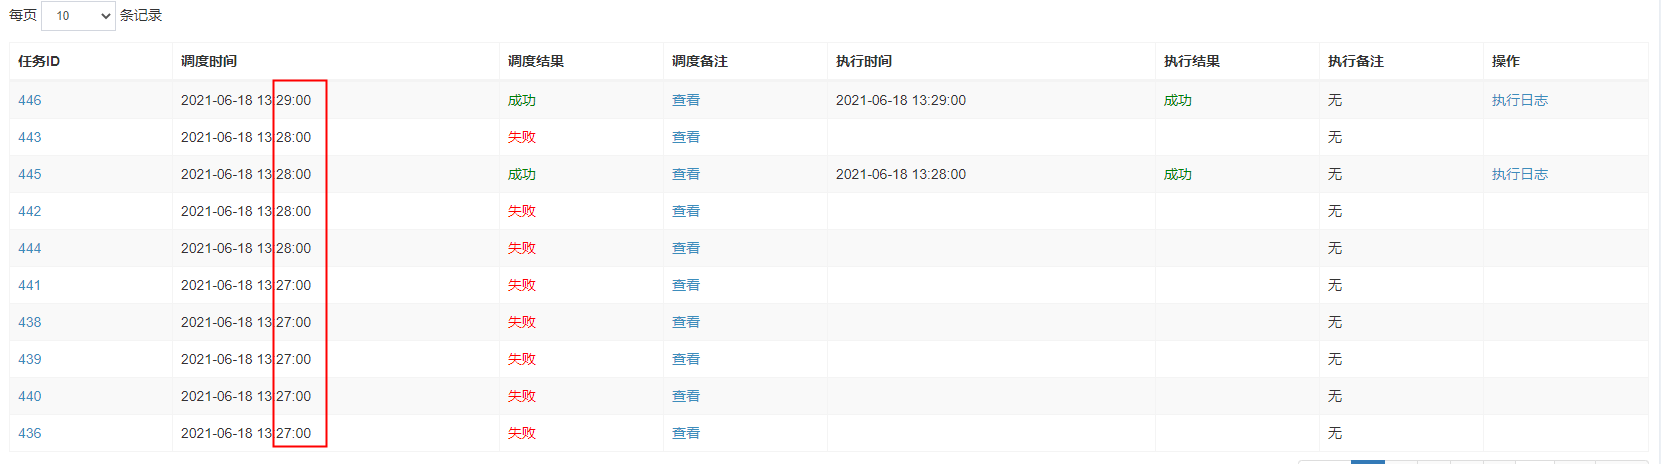 每页 10 条记录
任务ID 调度时间 调度结果 调度备注 执行时间 执行结果 执行备注 操作
446 2021-06-18 13:29:00 成功 查看 2021-06-18 13:29:00 成功 无 执行日志
443 2021-06-18 13:28:00 失败 查看 无
445 2021-06-18 13:28:00 成功 查看 2021-06-18 13:28:00 成功 无 执行日志
442 2021-06-18 13:28:00 失败 查看 无
444 2021-06-18 13:28:00 失败 查看 无
441 2021-06-18 13:27:00 失败 查看 无
438 2021-06-18 13:27:00 失败 查看 无
439 2021-06-18 13:27:00 失败 查看 无
440 2021-06-18 13:27:00 失败 查看 无
436 2021-06-18 13:27:00 失败 查看 无